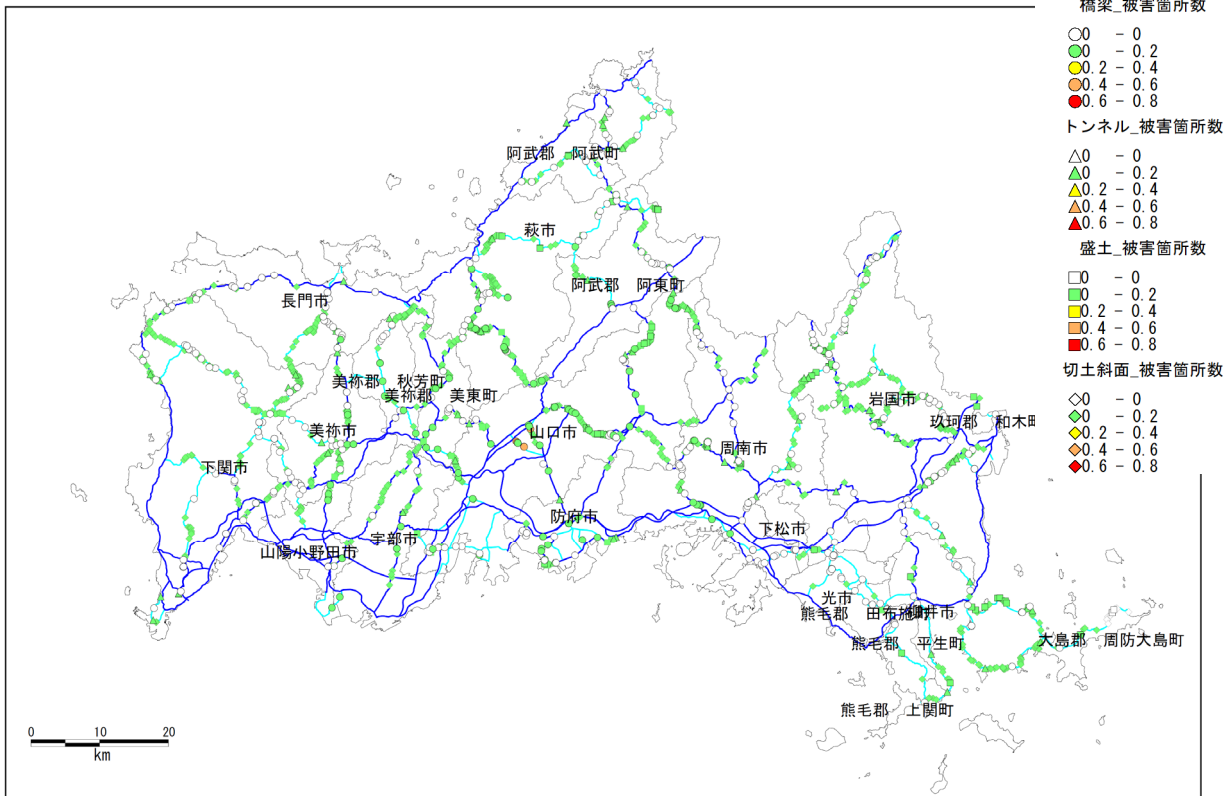 橋梁_被害箇所数
0 - 0
0 - 0.2
0.2 - 0.4
0.4 - 0.6
0.6 - 0.8
トンネル_被害箇所数
0 - 0
0 - 0.2
0.2 - 0.4
0.4 - 0.6
0.6 - 0.8
盛土_被害箇所数
0 - 0
0 - 0.2
0.2 - 0.4
0.4 - 0.6
0.6 - 0.8
切土斜面_被害箇所数
0 - 0
0 - 0.2
0.2 - 0.4
0.4 - 0.6
0.6 - 0.8
阿武郡 阿武町
萩市
阿武郡 阿東町
長門市
美祢郡 秋芳町
美祢郡 美東町
岩国市
玖珂郡 和木町
美祢市
山口市
周南市
下関市
防府市
下松市
宇部市
山陽小野田市
光市
熊毛郡 田布施町
柳井市
熊毛郡 平生町
大島郡 周防大島町
熊毛郡 上関町
0 10 20
km